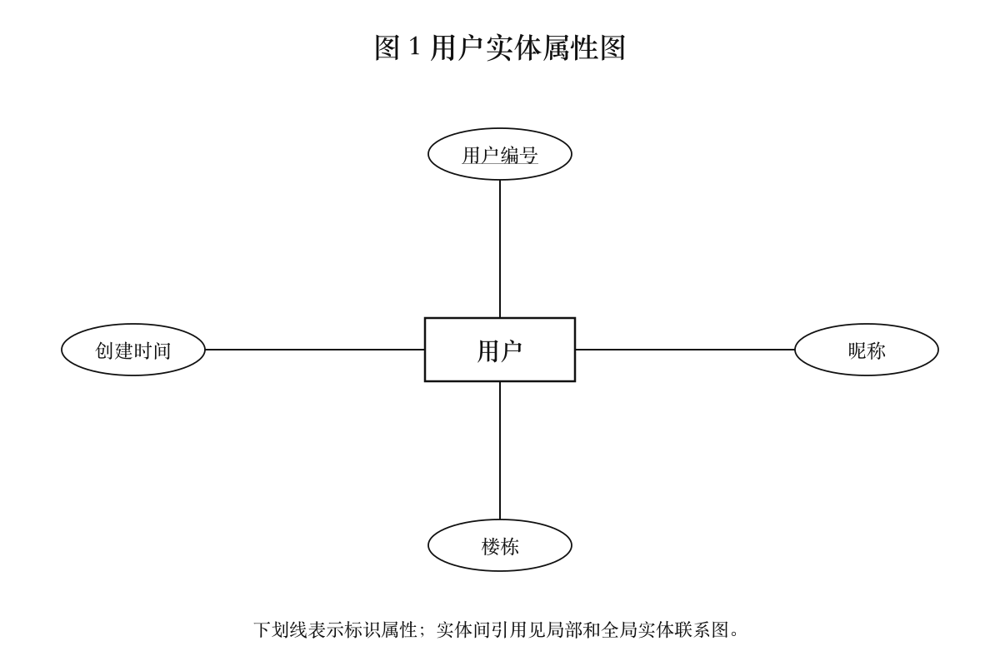 图 1 用户实体属性图
用户编号
创建时间
用户
昵称
楼栋
下划线表示标识属性；实体间引用见局部和全局实体联系图。